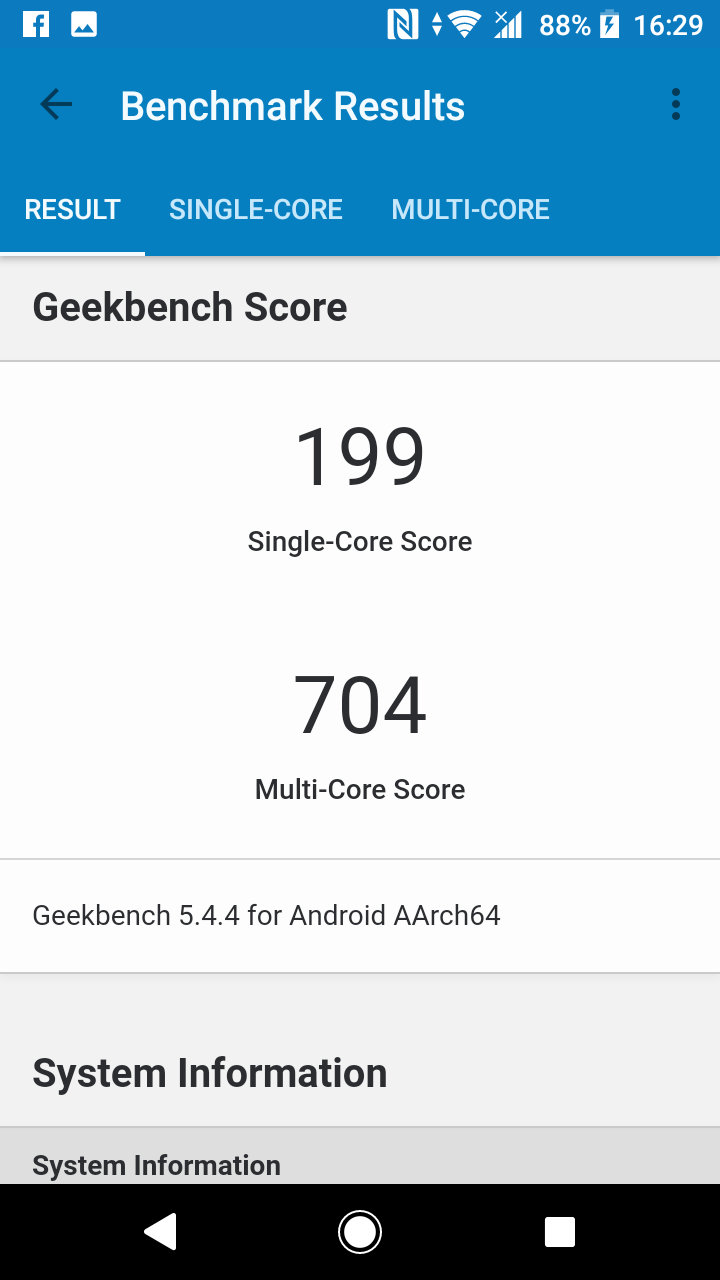 88% 16:29
Benchmark Results
RESULT SINGLE-CORE MULTI-CORE
Geekbench Score
199
Single-Core Score
704
Multi-Core Score
Geekbench 5.4.4 for Android AArch64
System Information
System Information